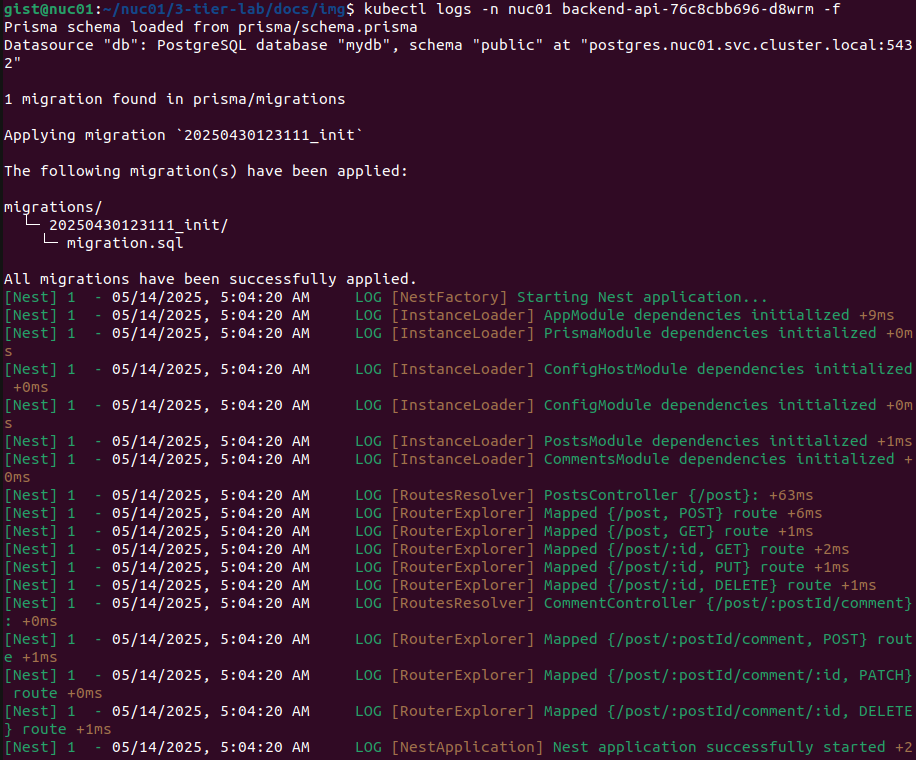 gist@nuc01:~/nuc01/3-tier-lab/docs/img$ kubectl logs -n nuc01 backend-api-76c8cbb696-d8wrm -f
Prisma schema loaded from prisma/schema.prisma
Datasource "db": PostgreSQL database "mydb", schema "public" at "postgres.nuc01.svc.cluster.local:543
2"
1 migration found in prisma/migrations
Applying migration `20250430123111_init`
The following migration(s) have been applied:
migrations/
└─ 20250430123111_init/
└─ migration.sql
All migrations have been successfully applied.
[Nest] 1  - 05/14/2025, 5:04:20 AM     LOG [NestFactory] Starting Nest application...
[Nest] 1  - 05/14/2025, 5:04:20 AM     LOG [InstanceLoader] AppModule dependencies initialized +9ms
[Nest] 1  - 05/14/2025, 5:04:20 AM     LOG [InstanceLoader] PrismaModule dependencies initialized +0m
s
[Nest] 1  - 05/14/2025, 5:04:20 AM     LOG [InstanceLoader] ConfigHostModule dependencies initialized
+0ms
[Nest] 1  - 05/14/2025, 5:04:20 AM     LOG [InstanceLoader] ConfigModule dependencies initialized +0m
s
[Nest] 1  - 05/14/2025, 5:04:20 AM     LOG [InstanceLoader] PostsModule dependencies initialized +1ms
[Nest] 1  - 05/14/2025, 5:04:20 AM     LOG [InstanceLoader] CommentsModule dependencies initialized +
0ms
[Nest] 1  - 05/14/2025, 5:04:20 AM     LOG [RoutesResolver] PostsController {/post}: +63ms
[Nest] 1  - 05/14/2025, 5:04:20 AM     LOG [RouterExplorer] Mapped {/post, POST} route +6ms
[Nest] 1  - 05/14/2025, 5:04:20 AM     LOG [RouterExplorer] Mapped {/post, GET} route +1ms
[Nest] 1  - 05/14/2025, 5:04:20 AM     LOG [RouterExplorer] Mapped {/post/:id, GET} route +2ms
[Nest] 1  - 05/14/2025, 5:04:20 AM     LOG [RouterExplorer] Mapped {/post/:id, PUT} route +1ms
[Nest] 1  - 05/14/2025, 5:04:20 AM     LOG [RouterExplorer] Mapped {/post/:id, DELETE} route +1ms
[Nest] 1  - 05/14/2025, 5:04:20 AM     LOG [RoutesResolver] CommentController {/post/:postId/comment}
: +0ms
[Nest] 1  - 05/14/2025, 5:04:20 AM     LOG [RouterExplorer] Mapped {/post/:postId/comment, POST} rout
e +1ms
[Nest] 1  - 05/14/2025, 5:04:20 AM     LOG [RouterExplorer] Mapped {/post/:postId/comment/:id, PATCH}
route +0ms
[Nest] 1  - 05/14/2025, 5:04:20 AM     LOG [RouterExplorer] Mapped {/post/:postId/comment/:id, DELETE
} route +1ms
[Nest] 1  - 05/14/2025, 5:04:20 AM     LOG [NestApplication] Nest application successfully started +2